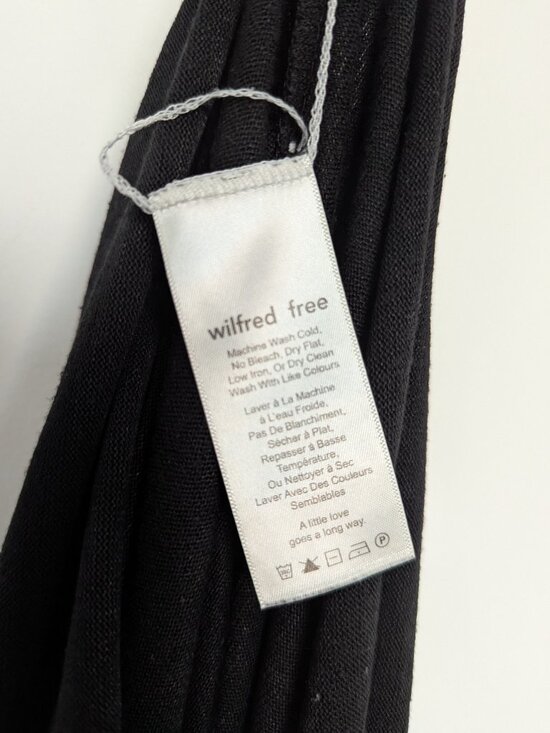 wilfred free
Machine Wash Cold,
No Bleach, Dry Flat,
Low Iron, Or Dry Clean
Wash With Like Colours
Laver à La Machine
à L'eau Froide,
Pas De Blanchiment,
Sécher à Plat,
Repasser à Basse
Température,
Ou Nettoyer à Sec
Laver Avec Des Couleurs
Semblables
A little love
goes a long way
P